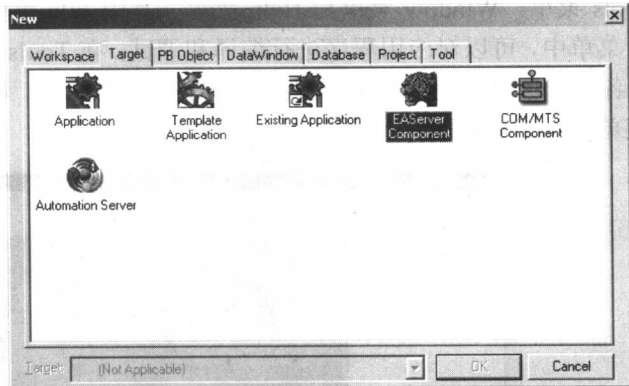 New
Workspace Target PB Object DataWindow Database Project Tool
Application
Template
Application
Existing Application
EAServer
Component
COM/MTS
Component
Automation Server
Target: (Not Applicable) OK Cancel